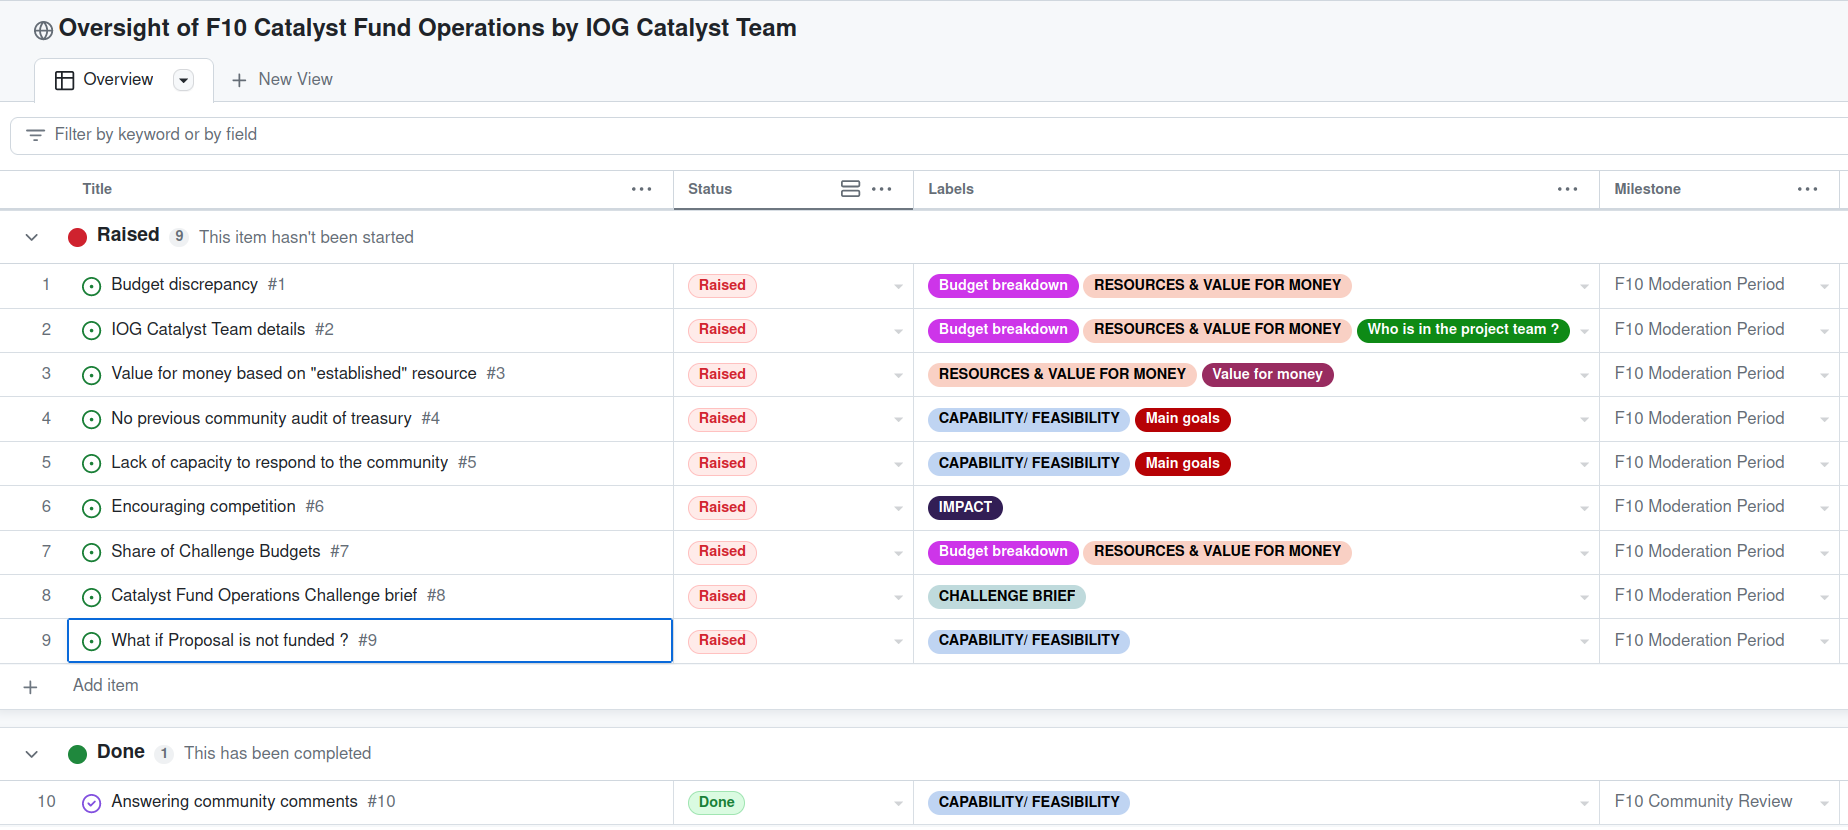 Oversight of F10 Catalyst Fund Operations by IOG Catalyst Team
Overview New View
Filter by keyword or by field
Title Status Labels Milestone
Raised 9 This item hasn't been started
1 Budget discrepancy #1 Raised Budget breakdown RESOURCES & VALUE FOR MONEY F10 Moderation Period
2 IOG Catalyst Team details #2 Raised Budget breakdown RESOURCES & VALUE FOR MONEY Who is in the project team ? F10 Moderation Period
3 Value for money based on "established" resource #3 Raised RESOURCES & VALUE FOR MONEY Value for money F10 Moderation Period
4 No previous community audit of treasury #4 Raised CAPABILITY/ FEASIBILITY Main goals F10 Moderation Period
5 Lack of capacity to respond to the community #5 Raised CAPABILITY/ FEASIBILITY Main goals F10 Moderation Period
6 Encouraging competition #6 Raised IMPACT F10 Moderation Period
7 Share of Challenge Budgets #7 Raised Budget breakdown RESOURCES & VALUE FOR MONEY F10 Moderation Period
8 Catalyst Fund Operations Challenge brief #8 Raised CHALLENGE BRIEF F10 Moderation Period
9 What if Proposal is not funded ? #9 Raised CAPABILITY/ FEASIBILITY F10 Moderation Period
Add item
Done 1 This has been completed
10 Answering community comments #10 Done CAPABILITY/ FEASIBILITY F10 Community Review